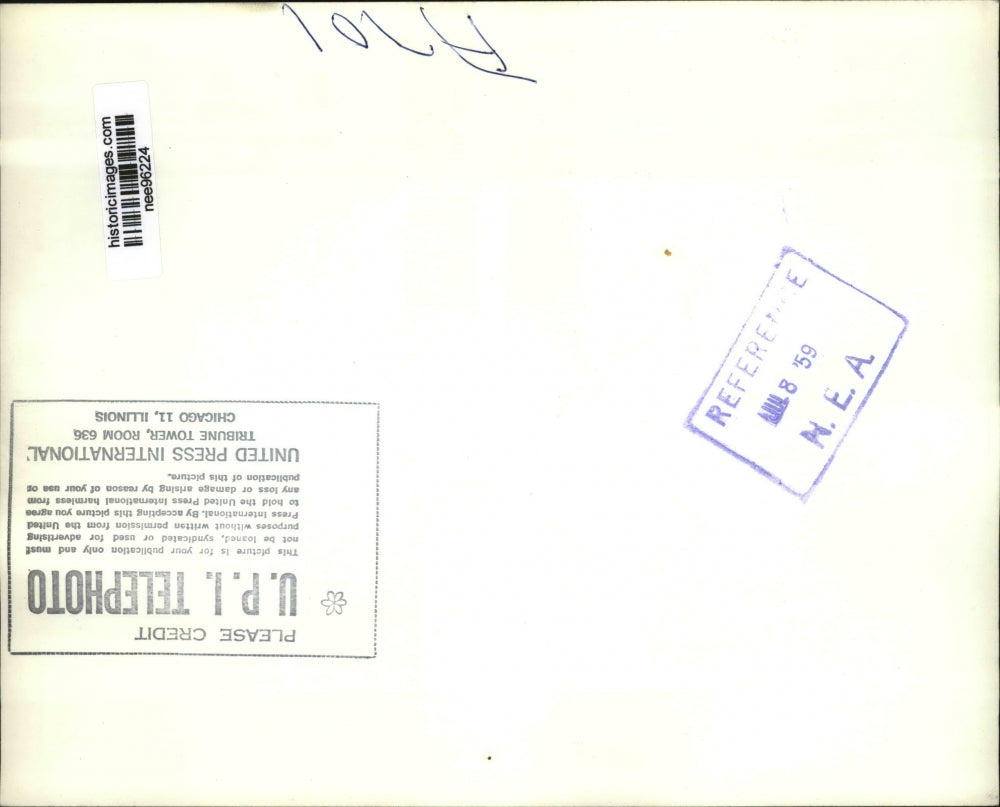 historicimages.com
nee96224
REFERENCE
8 '59
N. E. A
PLEASE CREDIT
U.P.I. TELEPHOTO
This picture is for your publication only and must
not be loaned, syndicated or used for advertising
purposes without written permission from the United
Press International. By accepting this picture you agree
to hold the United Press International harmless from
any loss or damage arising by reason of your use or
publication of this picture.
UNITED PRESS INTERNATIONAL
TRIBUNE TOWER, ROOM 636
CHICAGO 11, ILLINOIS